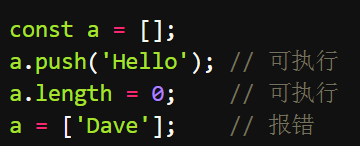 const a = [];
a.push('Hello'); // 可执行
a.length = 0;    // 可执行
a = ['Dave'];    // 报错